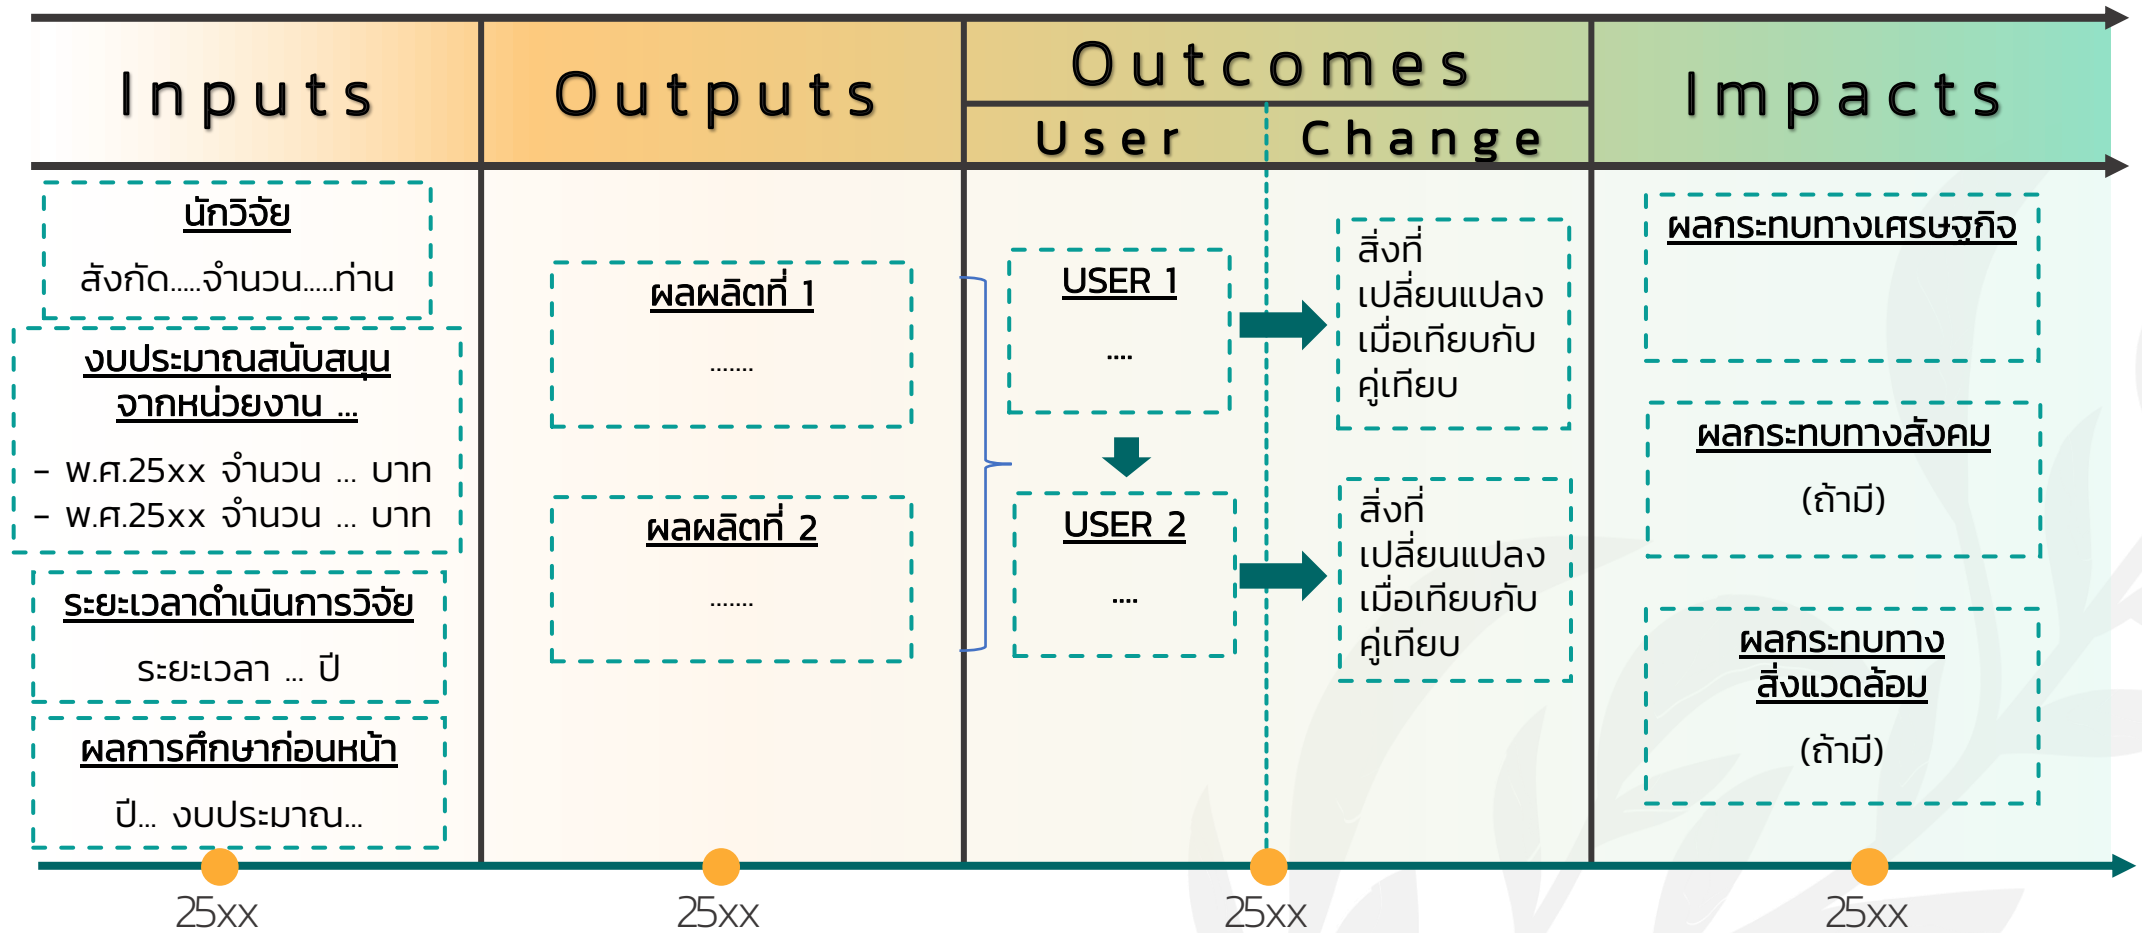 Inputs
Outputs
Outcomes
User
Change
Impacts
นักวิจัย
สังกัด.....จำนวน.....ท่าน
งบประมาณสนับสนุน
จากหน่วยงาน ...
- พ.ศ.25xx จำนวน ... บาท
- พ.ศ.25xx จำนวน ... บาท
ระยะเวลาดำเนินการวิจัย
ระยะเวลา ... ปี
ผลการศึกษาก่อนหน้า
ปี... งบประมาณ...
ผลผลิตที่ 1
.......
ผลผลิตที่ 2
.......
USER 1
....
USER 2
....
สิ่งที่
เปลี่ยนแปลง
เมื่อเทียบกับ
คู่เทียบ
สิ่งที่
เปลี่ยนแปลง
เมื่อเทียบกับ
คู่เทียบ
ผลกระทบทางเศรษฐกิจ
ผลกระทบทางสังคม
(ถ้ามี)
ผลกระทบทาง
สิ่งแวดล้อม
(ถ้ามี)
25xx
25xx
25xx
25xx